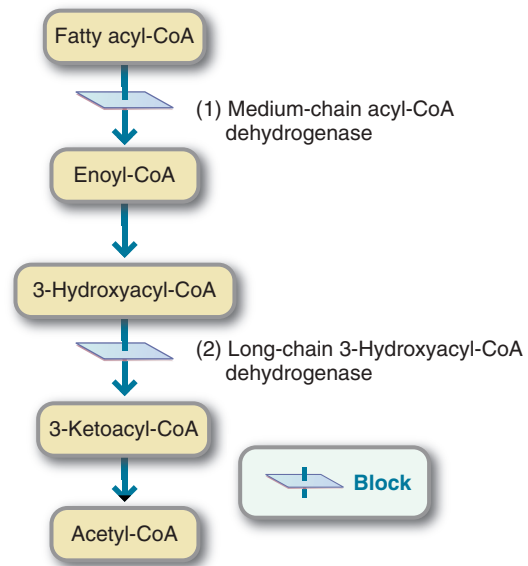 Fatty acyl-CoA
(1) Medium-chain acyl-CoA
dehydrogenase
Enoyl-CoA
3-Hydroxyacyl-CoA
(2) Long-chain 3-Hydroxyacyl-CoA
dehydrogenase
3-Ketoacyl-CoA
Block
Acetyl-CoA